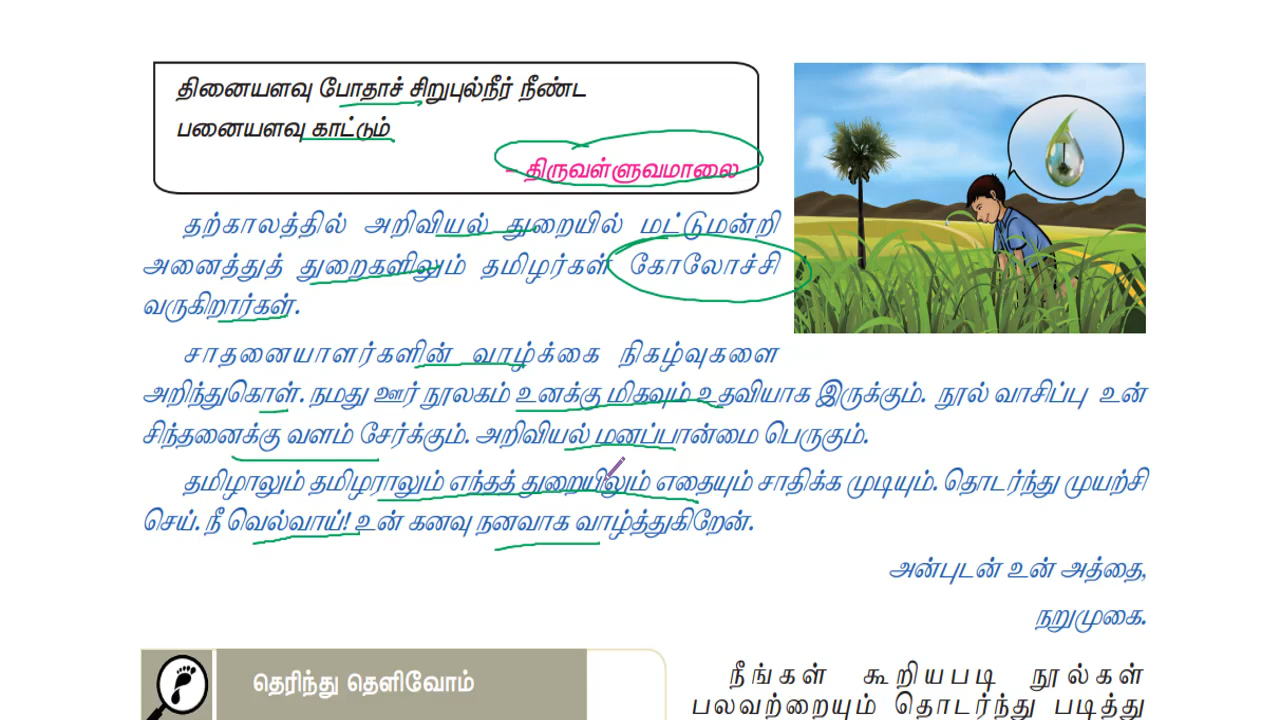 தினையளவு போதாச் சிறுபுல்நீர் நீண்ட
பனையளவு காட்டும்
– திருவள்ளுவமாலை
தற்காலத்தில் அறிவியல் துறையில் மட்டுமன்றி
அனைத்துத் துறைகளிலும் தமிழர்கள் கோலோச்சி
வருகிறார்கள்.
சாதனையாளர்களின் வாழ்க்கை நிகழ்வுகளை
அறிந்துகொள். நமது ஊர் நூலகம் உனக்கு மிகவும் உதவியாக இருக்கும். நூல் வாசிப்பு உன்
சிந்தனைக்கு வளம் சேர்க்கும். அறிவியல் மனப்பான்மை பெருகும்.
தமிழாலும் தமிழராலும் எந்தத் துறையிலும் எதையும் சாதிக்க முடியும். தொடர்ந்து முயற்சி
செய். நீ வெல்வாய்! உன் கனவு நனவாக வாழ்த்துகிறேன்.
அன்புடன் உன் அத்தை,
நறுமுகை.
தெரிந்து தெளிவோம்
நீங்கள் கூறியபடி நூல்கள்
பலவற்றையும் தொடர்ந்து படித்து